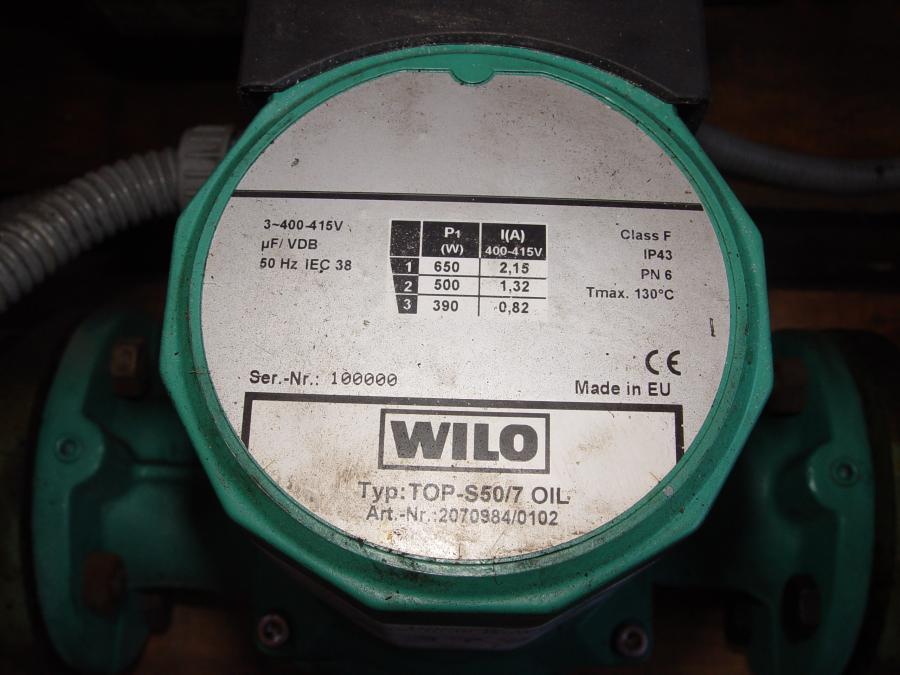 3~400-415V
µF/ VDB
50 Hz IEC 38
P1 I(A)
(W) 400-415V
1 650 2,15
2 500 1,32
3 390 0,82
Class F
IP43
PN 6
Tmax. 130°C
CE
Ser.-Nr.: 100000
Made in EU
WILO
Typ:TOP-S50/7 OIL
Art.-Nr.:2070984/0102